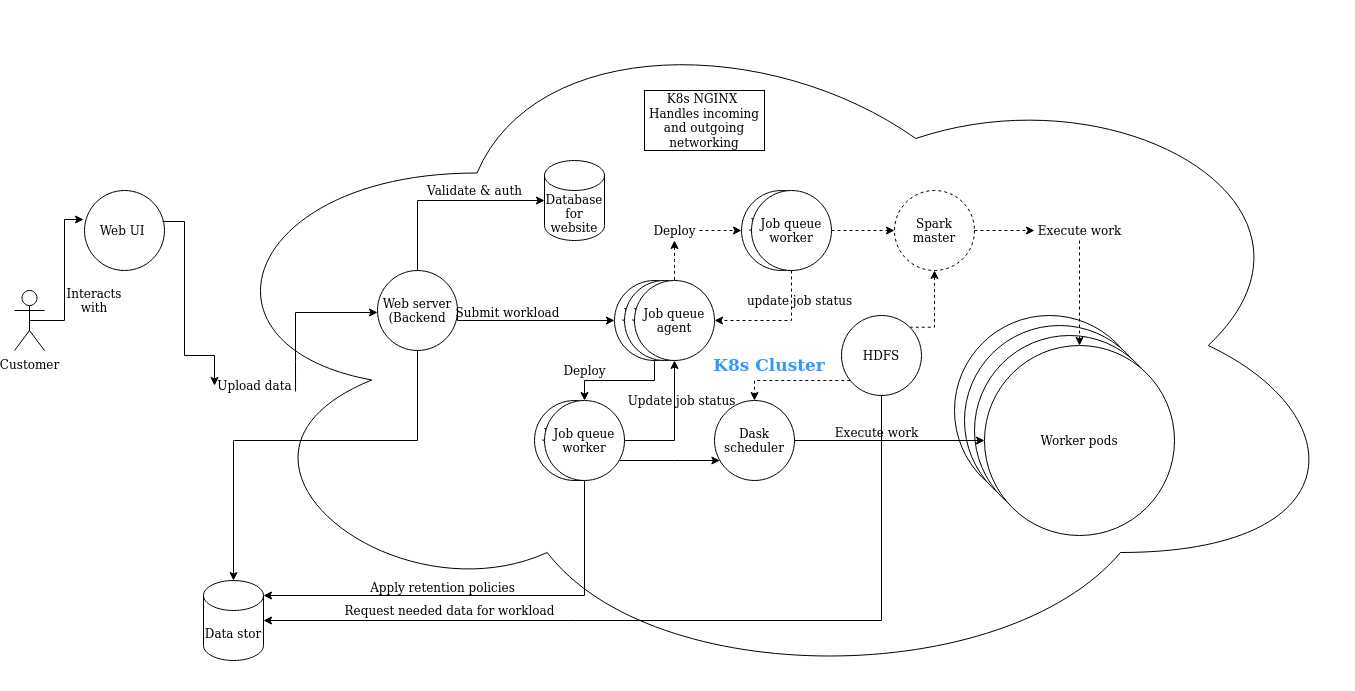 K8s NGINX
Handles incoming
and outgoing
networking
Validate & auth
Database
for
website
Web UI
Deploy
Job queue
worker
Spark
master
Execute work
Interacts
with
Customer
Web server
(Backend
Submit workload
Job queue
agent
update job status
HDFS
K8s Cluster
Upload data
Deploy
Update job status
Job queue
worker
Dask
scheduler
Execute work
Worker pods
Apply retention policies
Request needed data for workload
Data stor